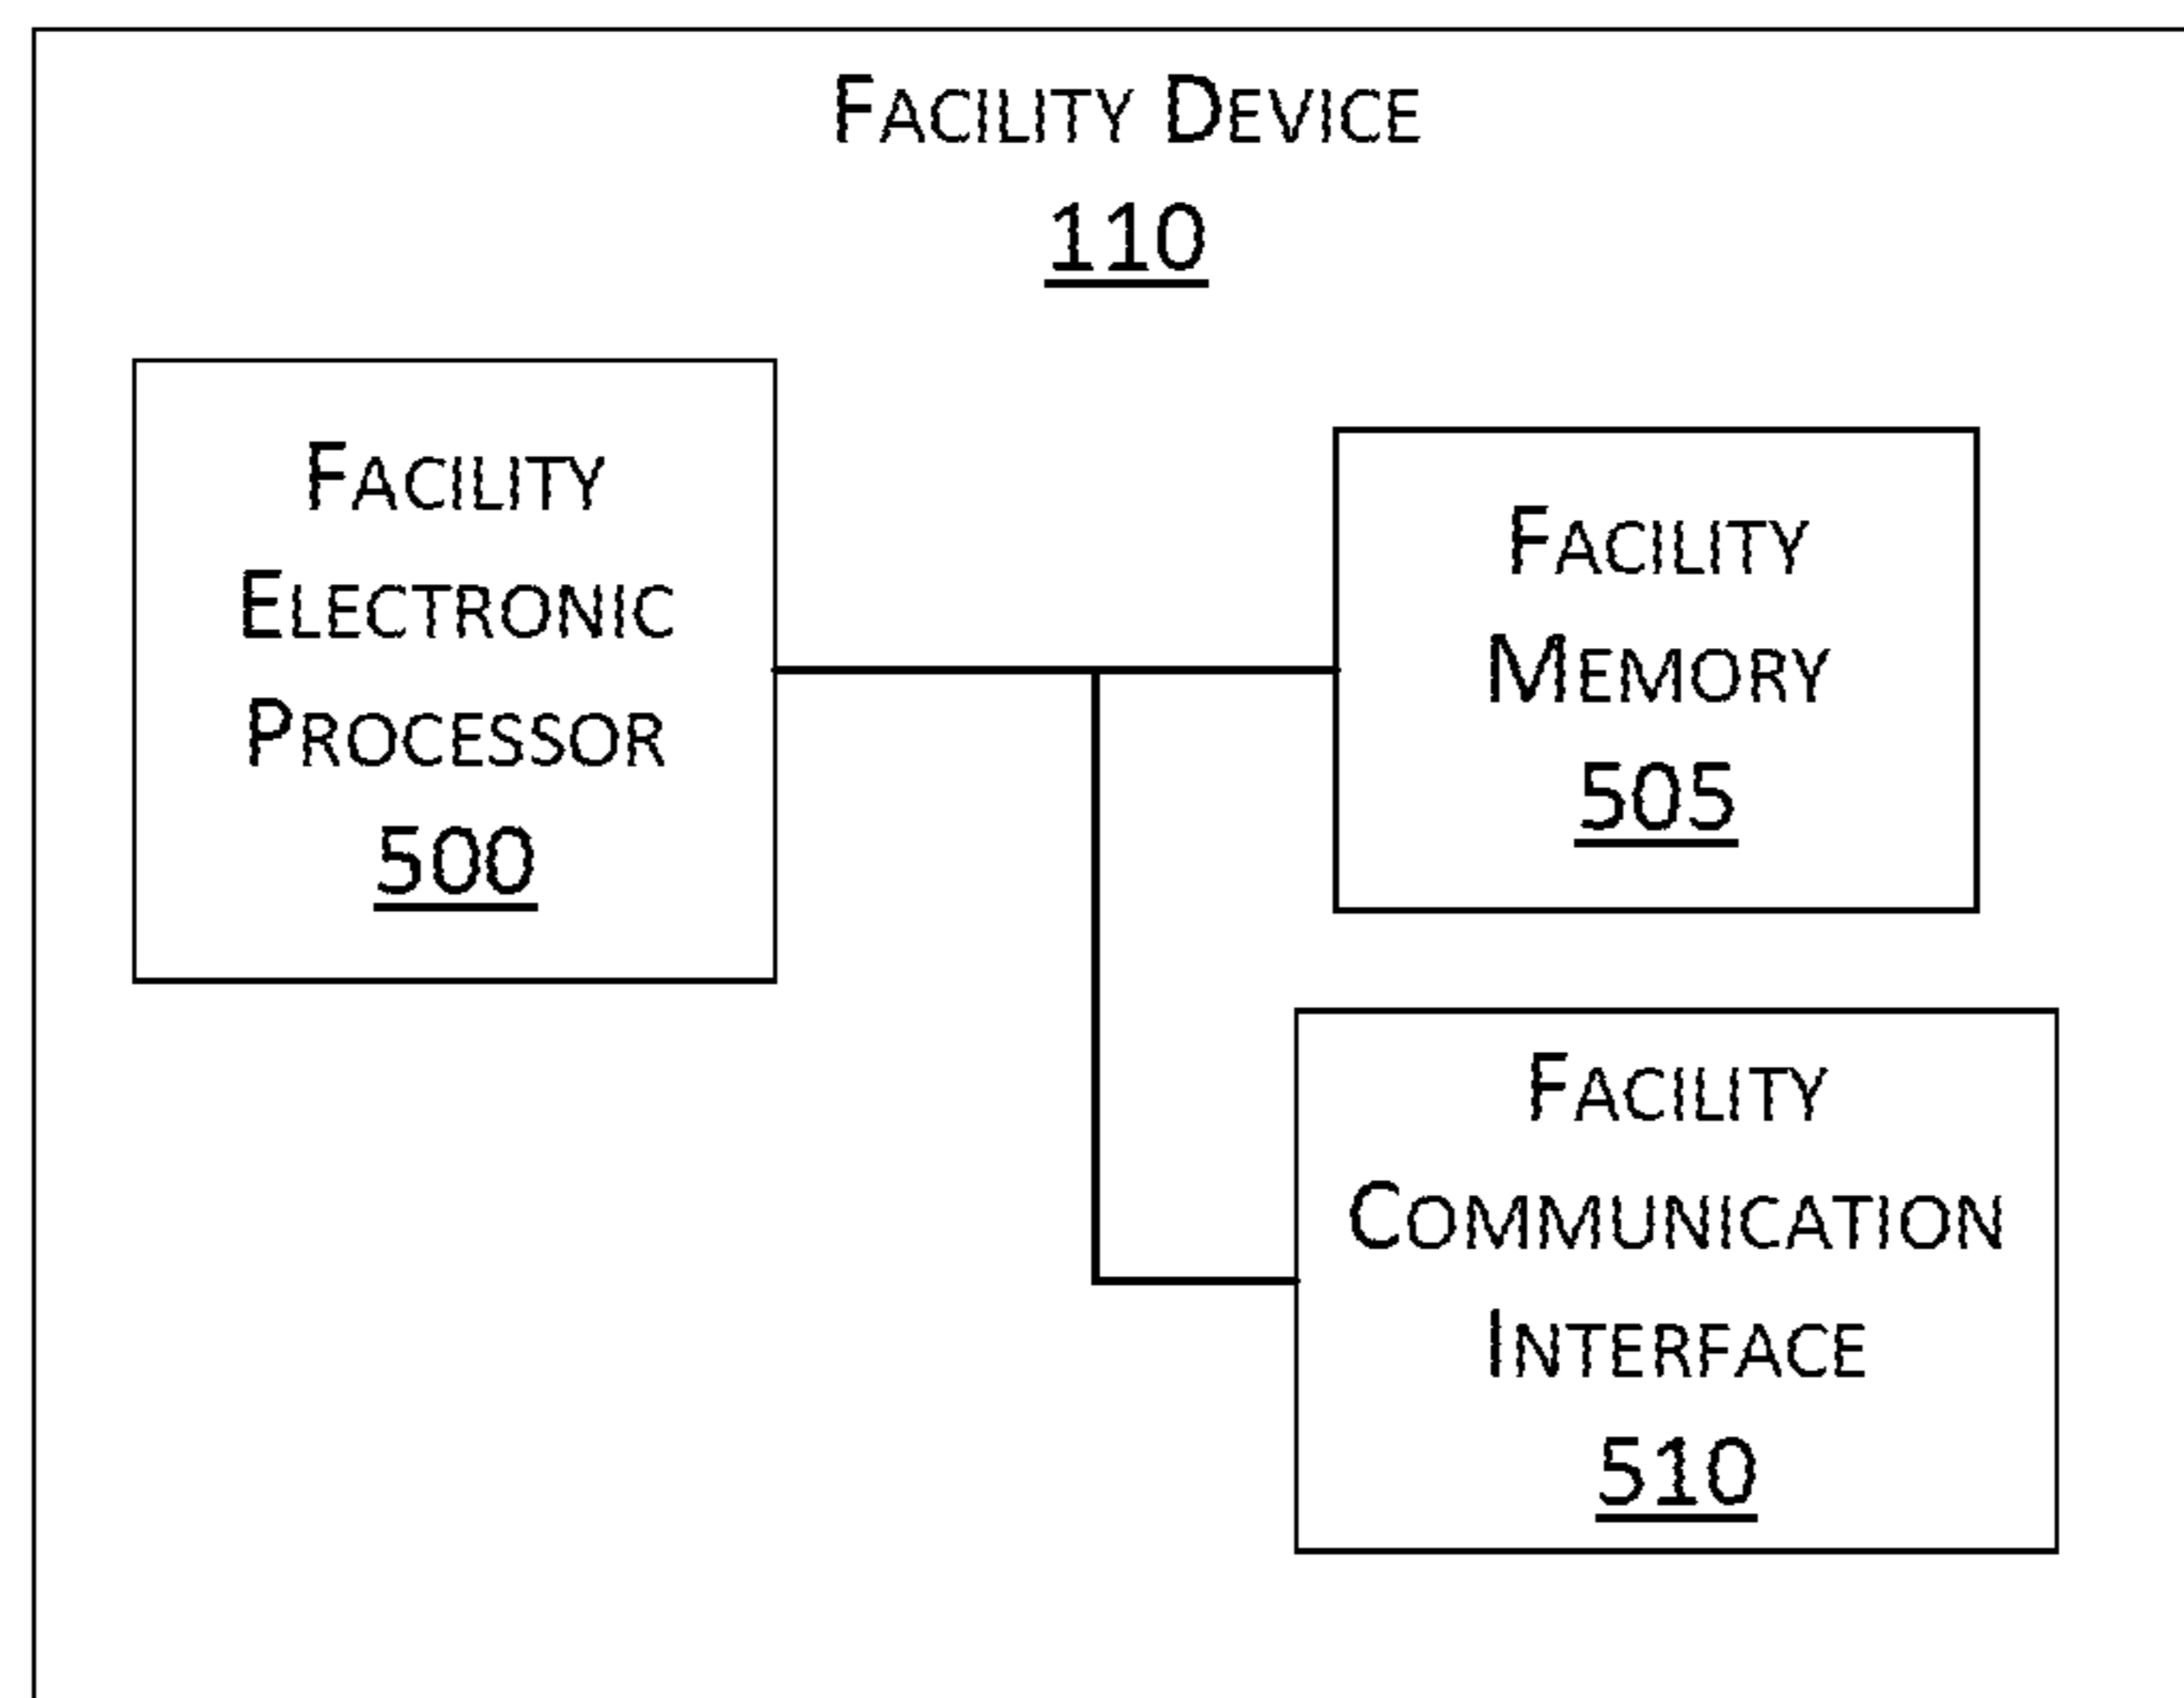 Facility Device
110
Facility
Electronic
Processor
500
Facility
Memory
505
Facility
Communication
Interface
510